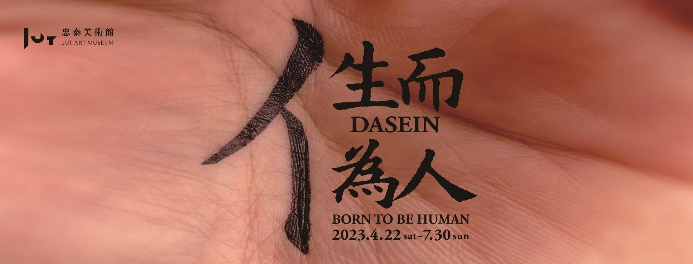 JUT 忠泰美術館
JUT ART MUSEUM
亻
生而
DASEIN
為人
BORN TO BE HUMAN
2023.4.22 sat-7.30 sun